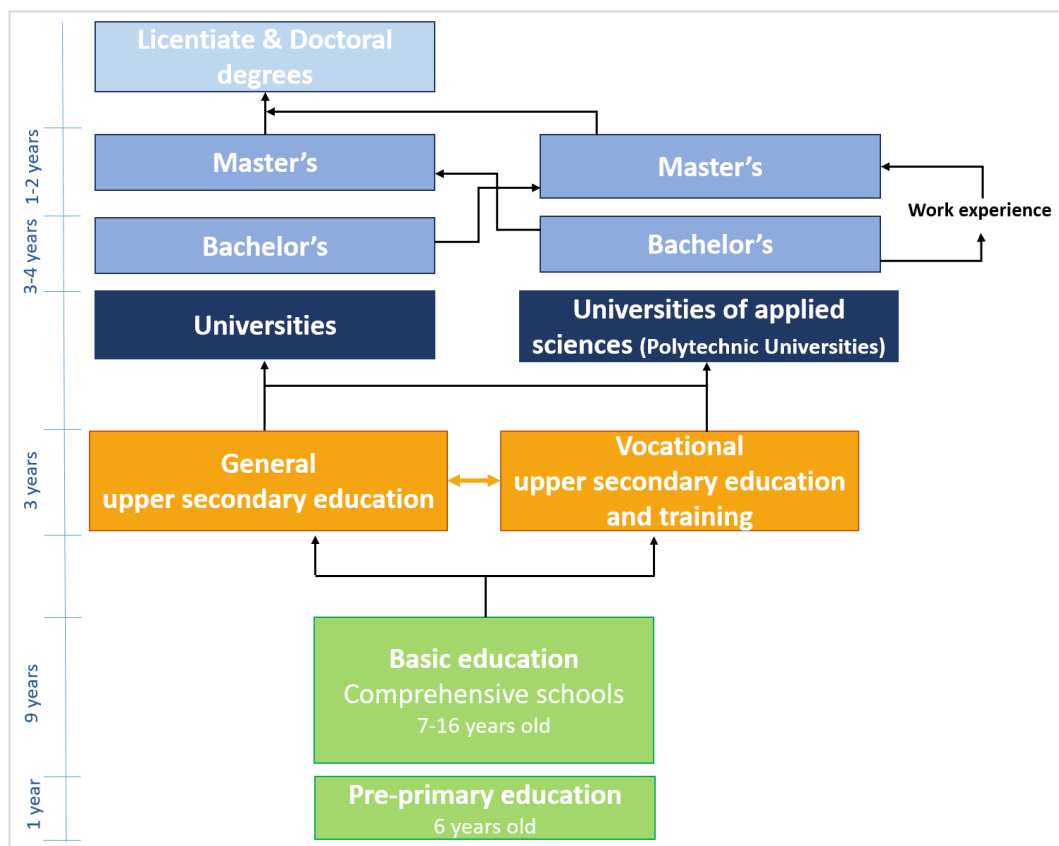 Licentiate & Doctoral
degrees
1-2 years
Master's
Master's
Work experience
3-4 years
Bachelor's
Bachelor's
Universities
Universities of applied
sciences (Polytechnic Universities)
3 years
General
upper secondary education
Vocational
upper secondary education
and training
9 years
Basic education
Comprehensive schools
7-16 years old
1 year
Pre-primary education
6 years old